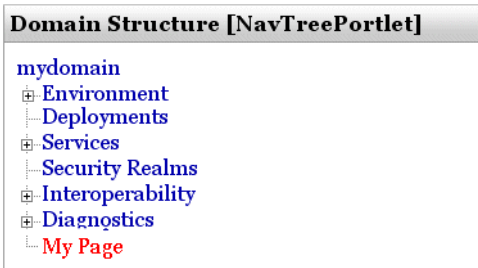 Domain Structure [NavTreePortlet]
mydomain
Environment
Deployments
Services
Security Realms
Interoperability
Diagnostics
My Page